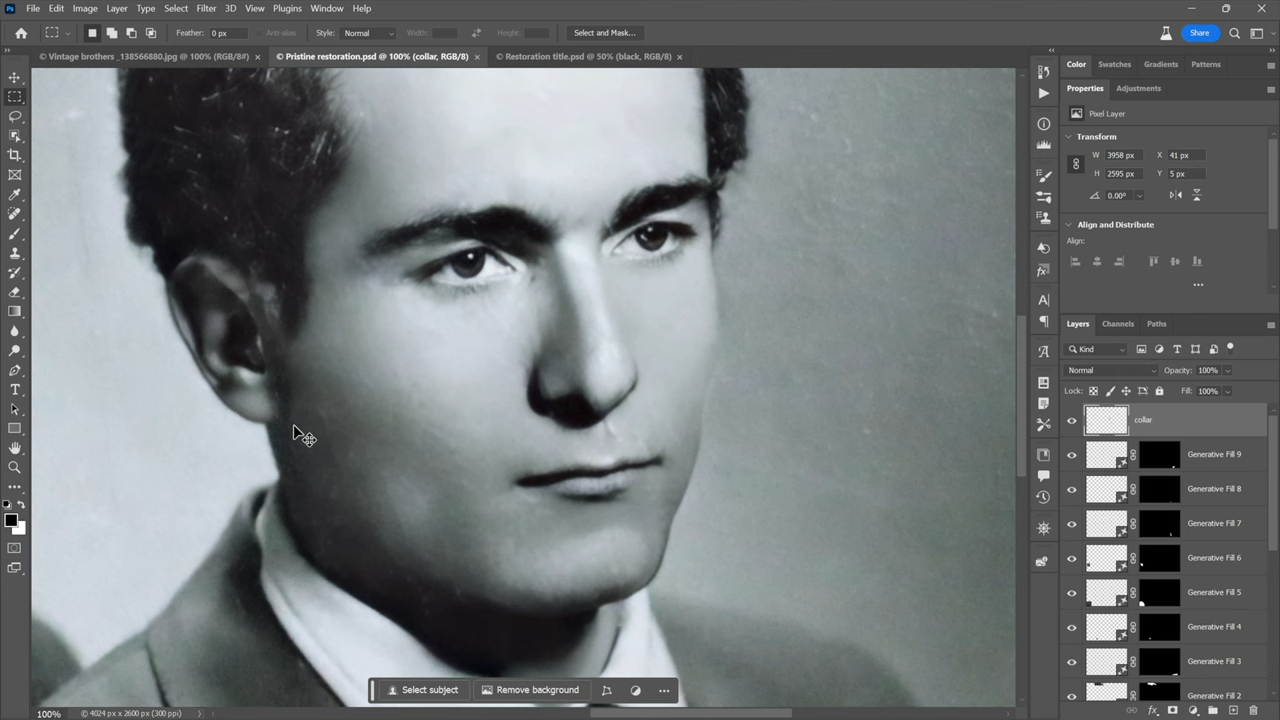 Ps File Edit Image Layer Type Select Filter 3D View Plugins Window Help
Feather: 0 px Anti-alias Style: Normal Width: Height: Select and Mask... Share
© Vintage brothers _138566880.jpg @ 100% (RGB/8#) × © Pristine restoration.psd @ 100% (collar, RGB/8) × © Restoration title.psd @ 50% (black, RGB/8) ×
Color Swatches Gradients Patterns
Properties Adjustments
Pixel Layer
Transform
W 3958 px X 41 px
H 2595 px Y 5 px
0.00°
Align and Distribute
Align:
Layers Channels Paths
Kind
Normal Opacity: 100%
Lock: Fill: 100%
collar
Generative Fill 9
Generative Fill 8
Generative Fill 7
Generative Fill 6
Generative Fill 5
Generative Fill 4
Generative Fill 3
Generative Fill 2
Select subject Remove background
100% © 4024 px x 2600 px (300 ppi)